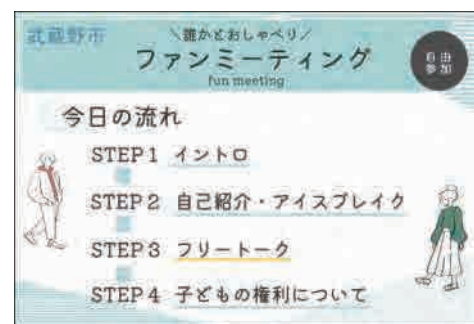 武蔵野市
＼誰かとおしゃべり／
ファンミーティング
fun meeting
自由
参加
今日の流れ
STEP1 イントロ
STEP2 自己紹介・アイスブレイク
STEP3 フリートーク
STEP4 子どもの権利について